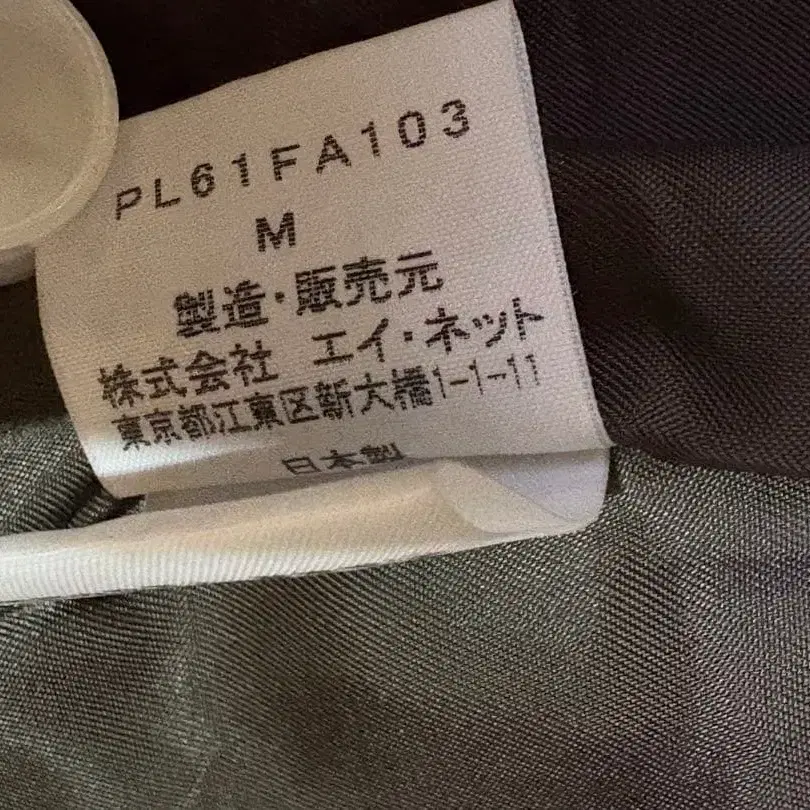 PL61FA103
M
製造・販売元
株式会社 エイ・ネット
東京都江東区新大橋1-1-11
日本製